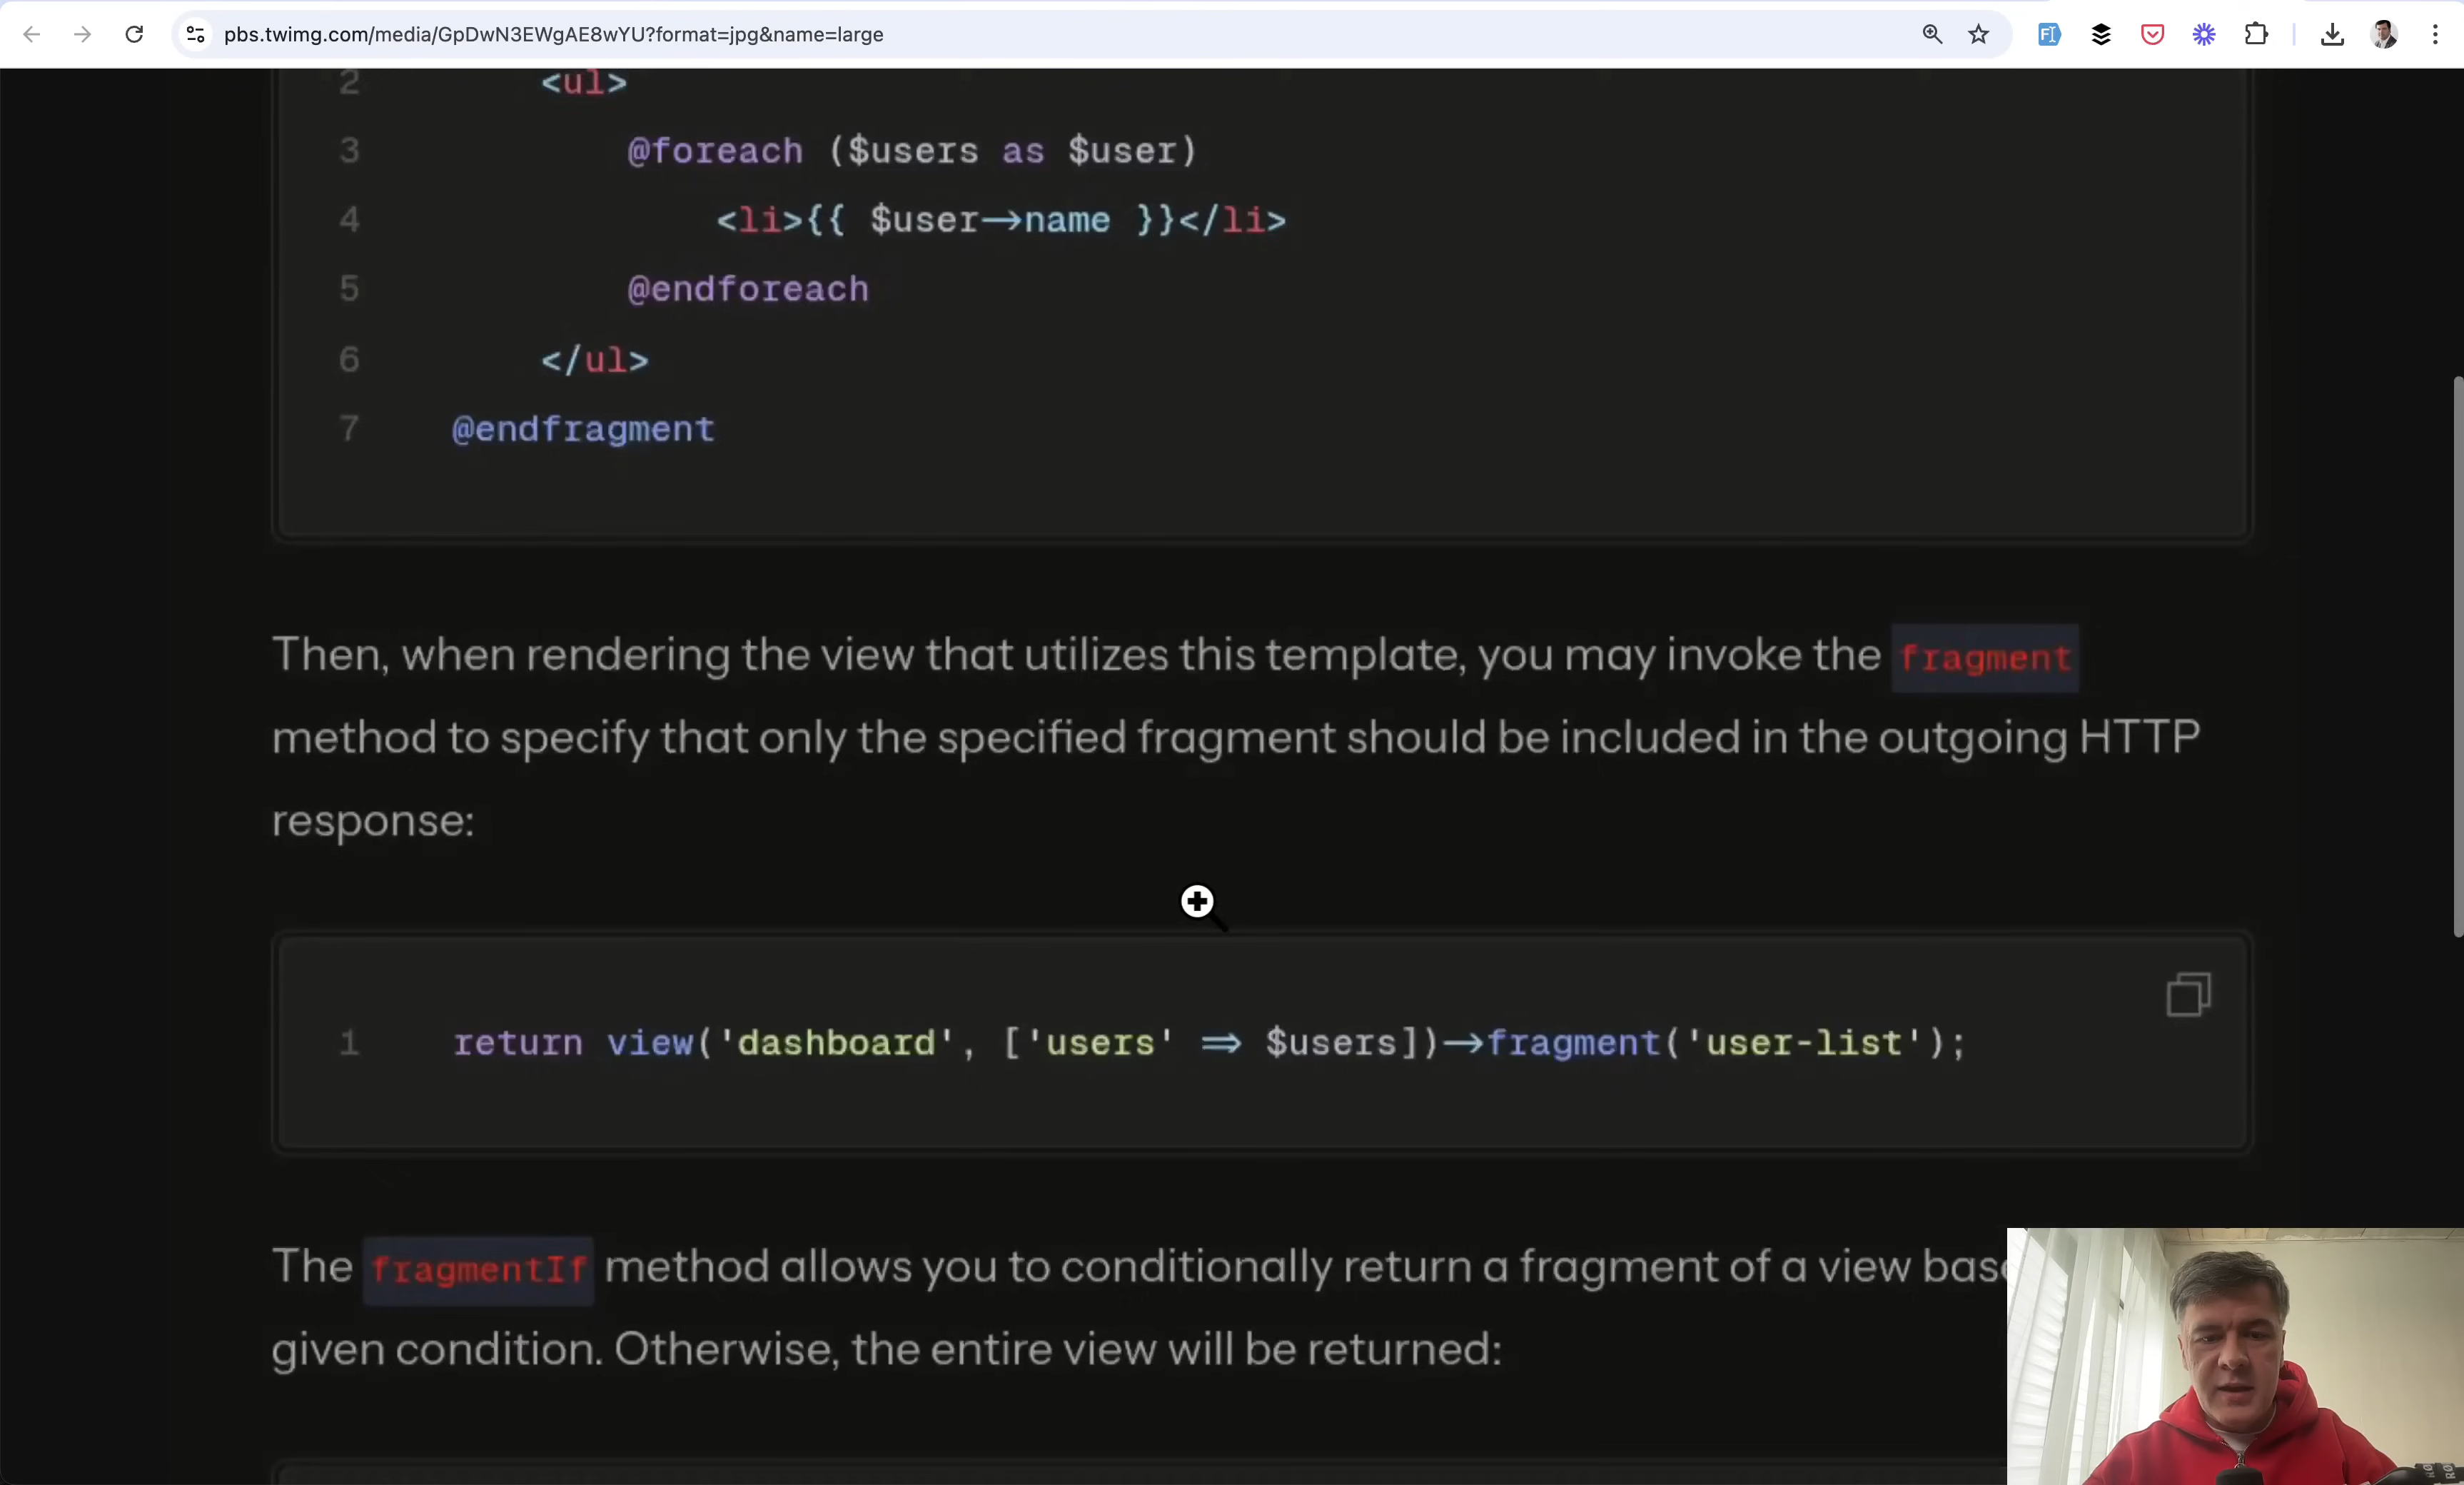 pbs.twimg.com/media/GpDwN3EWgAE8wYU?format=jpg&name=large
2 <ul>
3 @foreach ($users as $user)
4 <li>{{ $user->name }}</li>
5 @endforeach
6 </ul>
7 @endfragment
Then, when rendering the view that utilizes this template, you may invoke the fragment
method to specify that only the specified fragment should be included in the outgoing HTTP
response:
1 return view('dashboard', ['users' => $users])->fragment('user-list');
The fragmentIf method allows you to conditionally return a fragment of a view bas
given condition. Otherwise, the entire view will be returned: